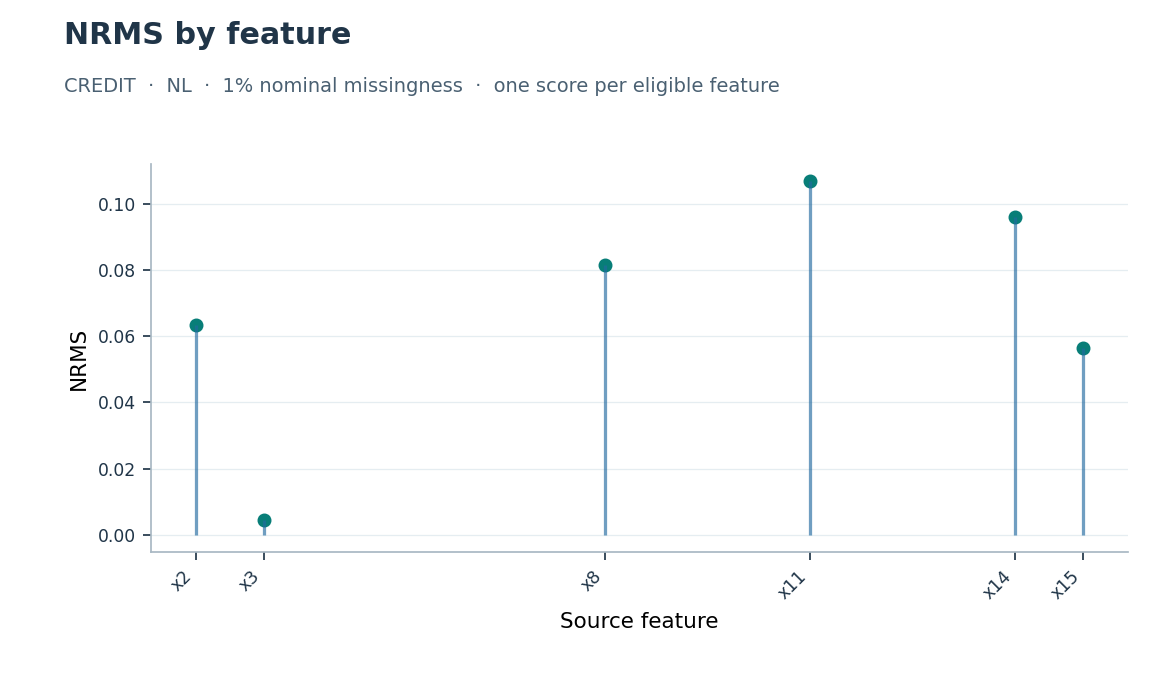 NRMS by feature
CREDIT · NL · 1% nominal missingness · one score per eligible feature
NRMS
0.10
0.08
0.06
0.04
0.02
0.00
x2 x3 x8 x11 x14 x15
Source feature